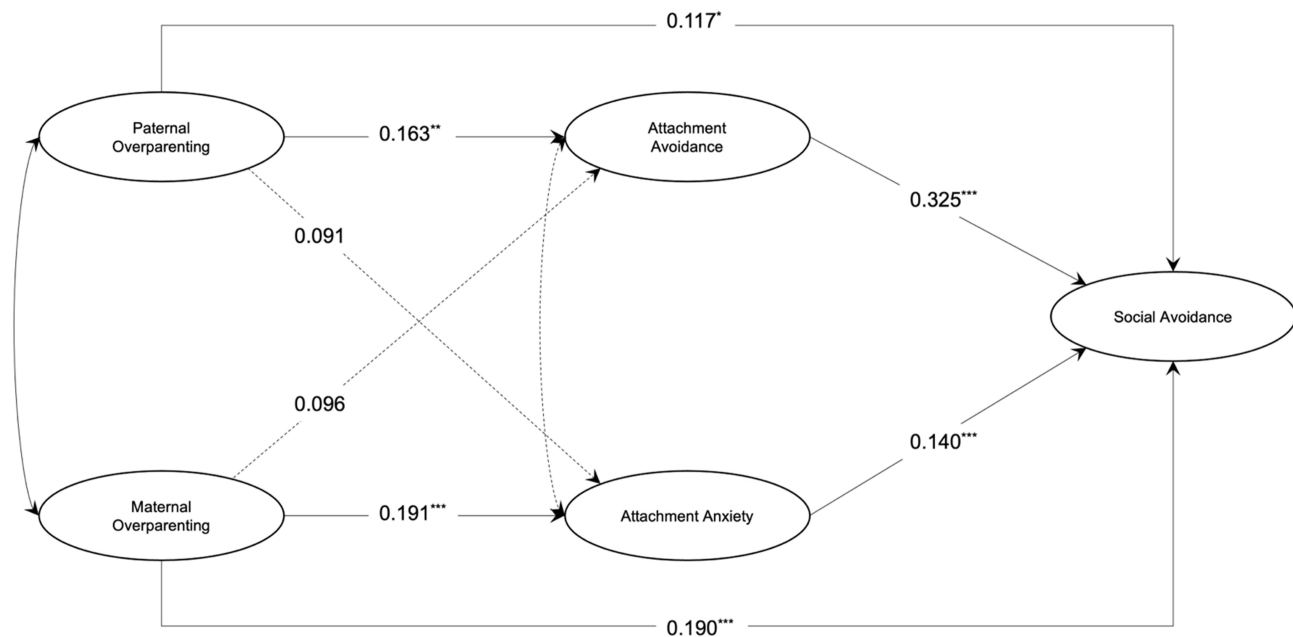 0.117*
Paternal
Overparenting
0.163**
Attachment
Avoidance
0.325***
0.091
Social Avoidance
0.096
0.140***
Maternal
Overparenting
0.191***
Attachment Anxiety
0.190***